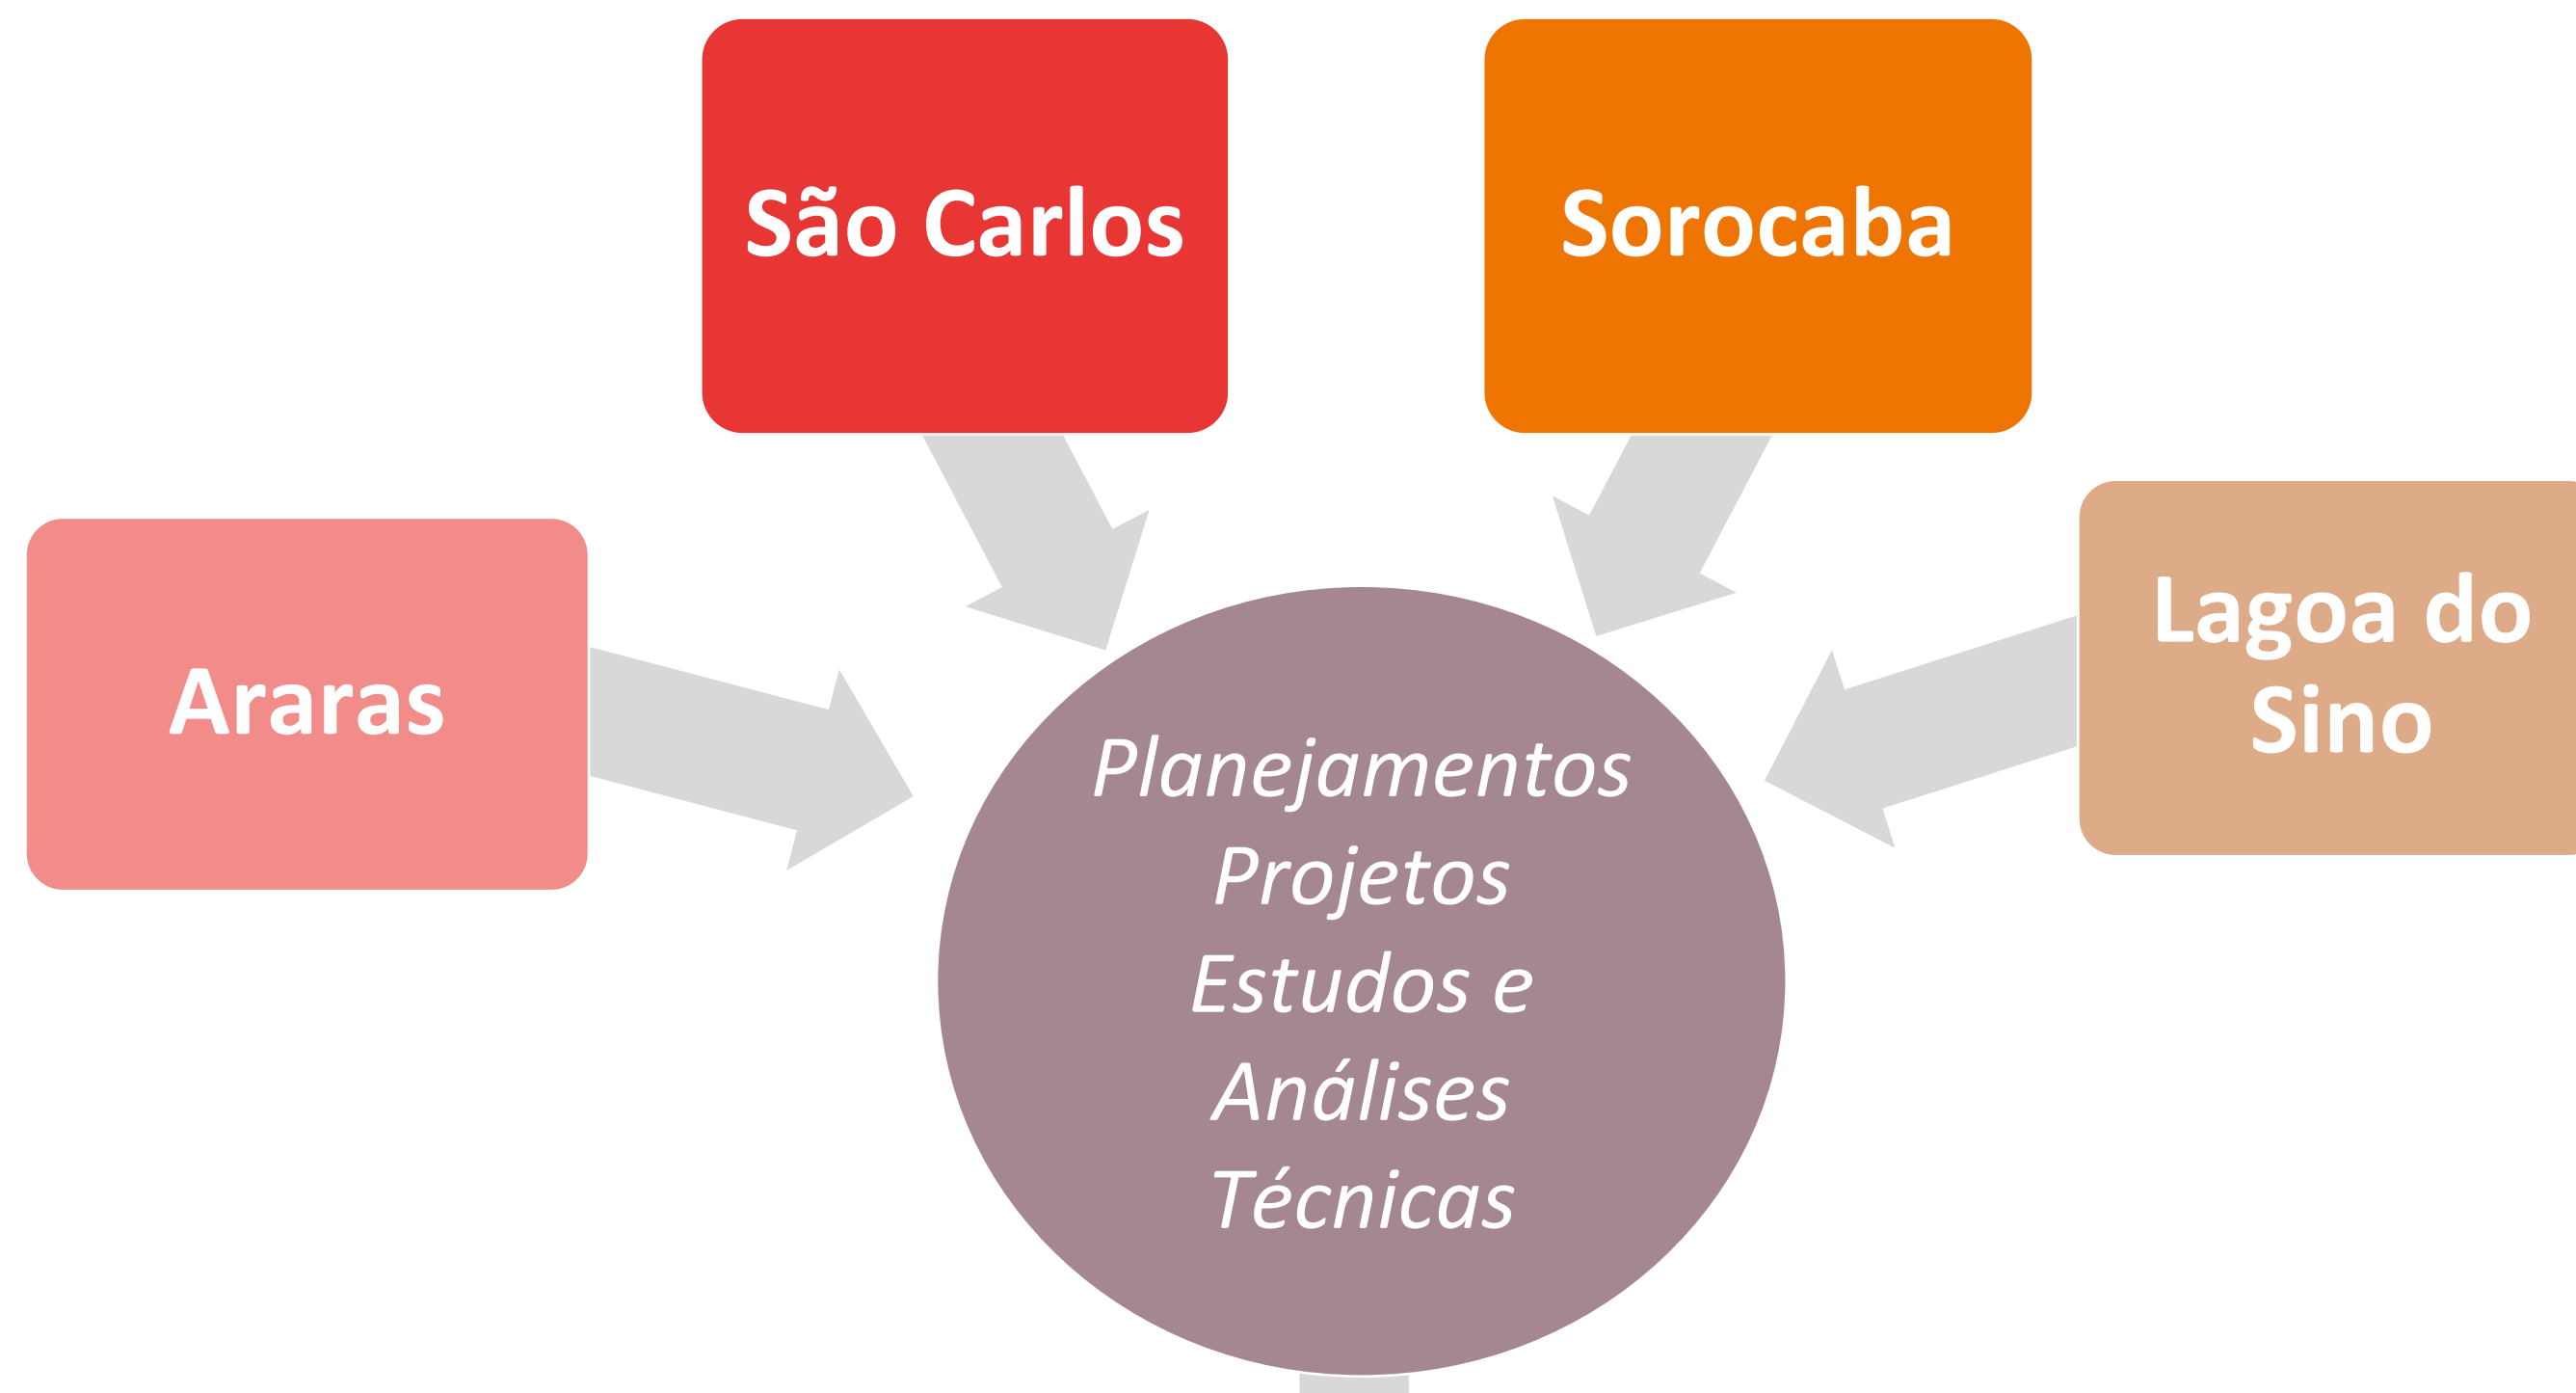 São Carlos
Sorocaba
Araras
Lagoa do
Sino
Planejamentos
Projetos
Estudos e
Análises
Técnicas